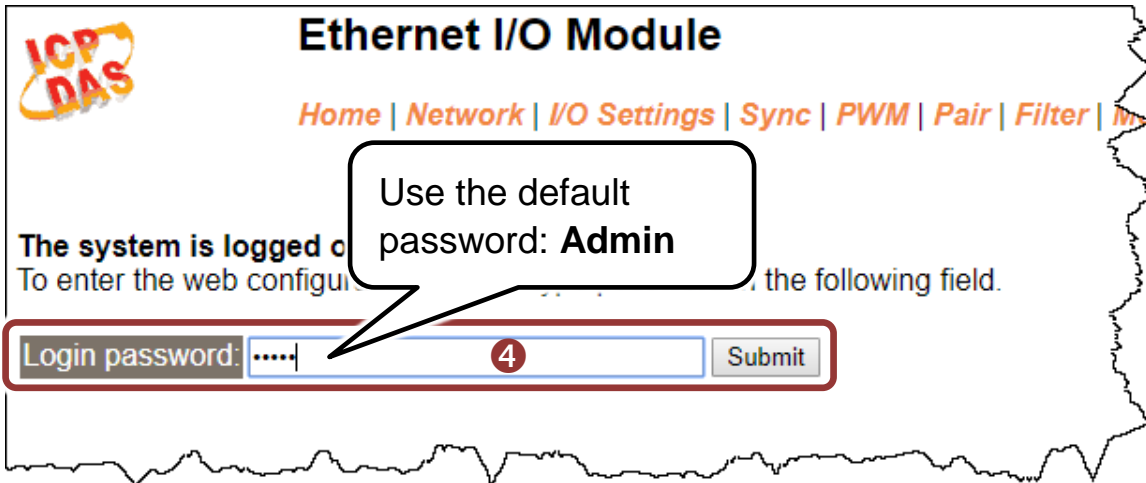 ICP
DAS
Ethernet I/O Module
Home | Network | I/O Settings | Sync | PWM | Pair | Filter |
Use the default
password: Admin
The system is logged
To enter the web the following field.
Login password: ••••• 4 Submit